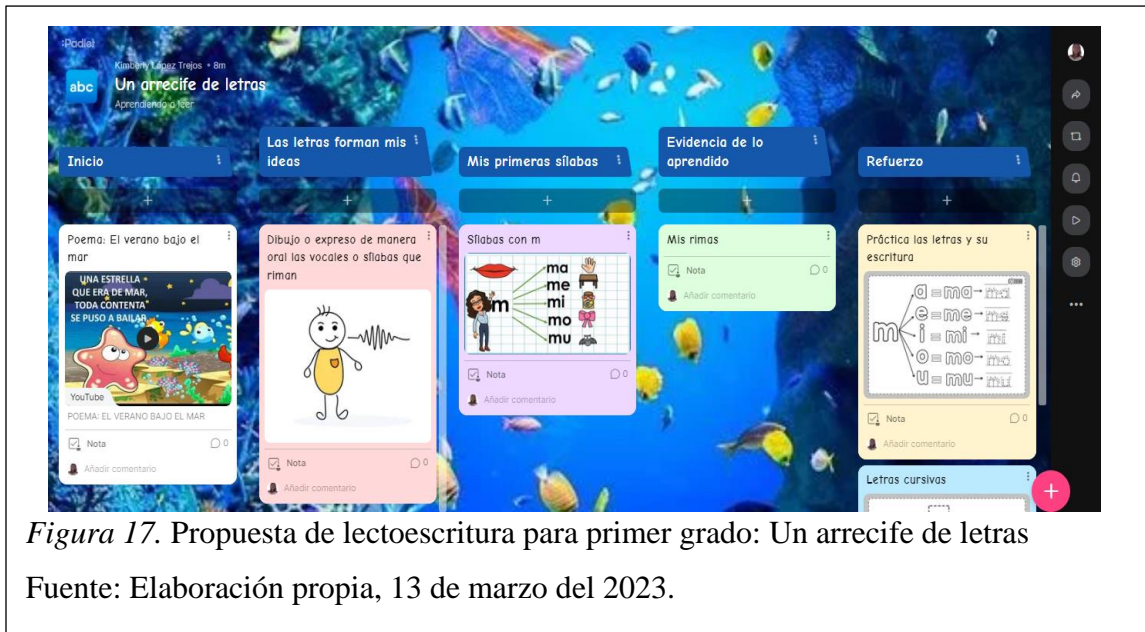 :Padlet
Kimberly López Trejos • 8m
abc
Un arrecife de letras
Aprendiendo a leer
Inicio
Poema: El verano bajo el
mar
UNA ESTRELLA
QUE ERA DE MAR,
TODA CONTENTA
SE PUSO A BAILAR
YouTube
POEMA: EL VERANO BAJO EL MAR
Nota
0
Añadir comentario
Las letras forman mis
ideas
Dibujo o expreso de manera
oral las vocales o sílabas que
riman
Nota
0
Añadir comentario
Mis primeras sílabas
Sílabas con m
m
ma
me
mi
mo
mu
Nota
0
Añadir comentario
Evidencia de lo
aprendido
Mis rimas
Nota
0
Añadir comentario
Refuerzo
Práctica las letras y su
escritura
m
a = ma
e = me
i = mi
o = mo
u = mu
Nota
0
Añadir comentario
Letras cursivas
Figura 17. Propuesta de lectoescritura para primer grado: Un arrecife de letras
Fuente: Elaboración propia, 13 de marzo del 2023.